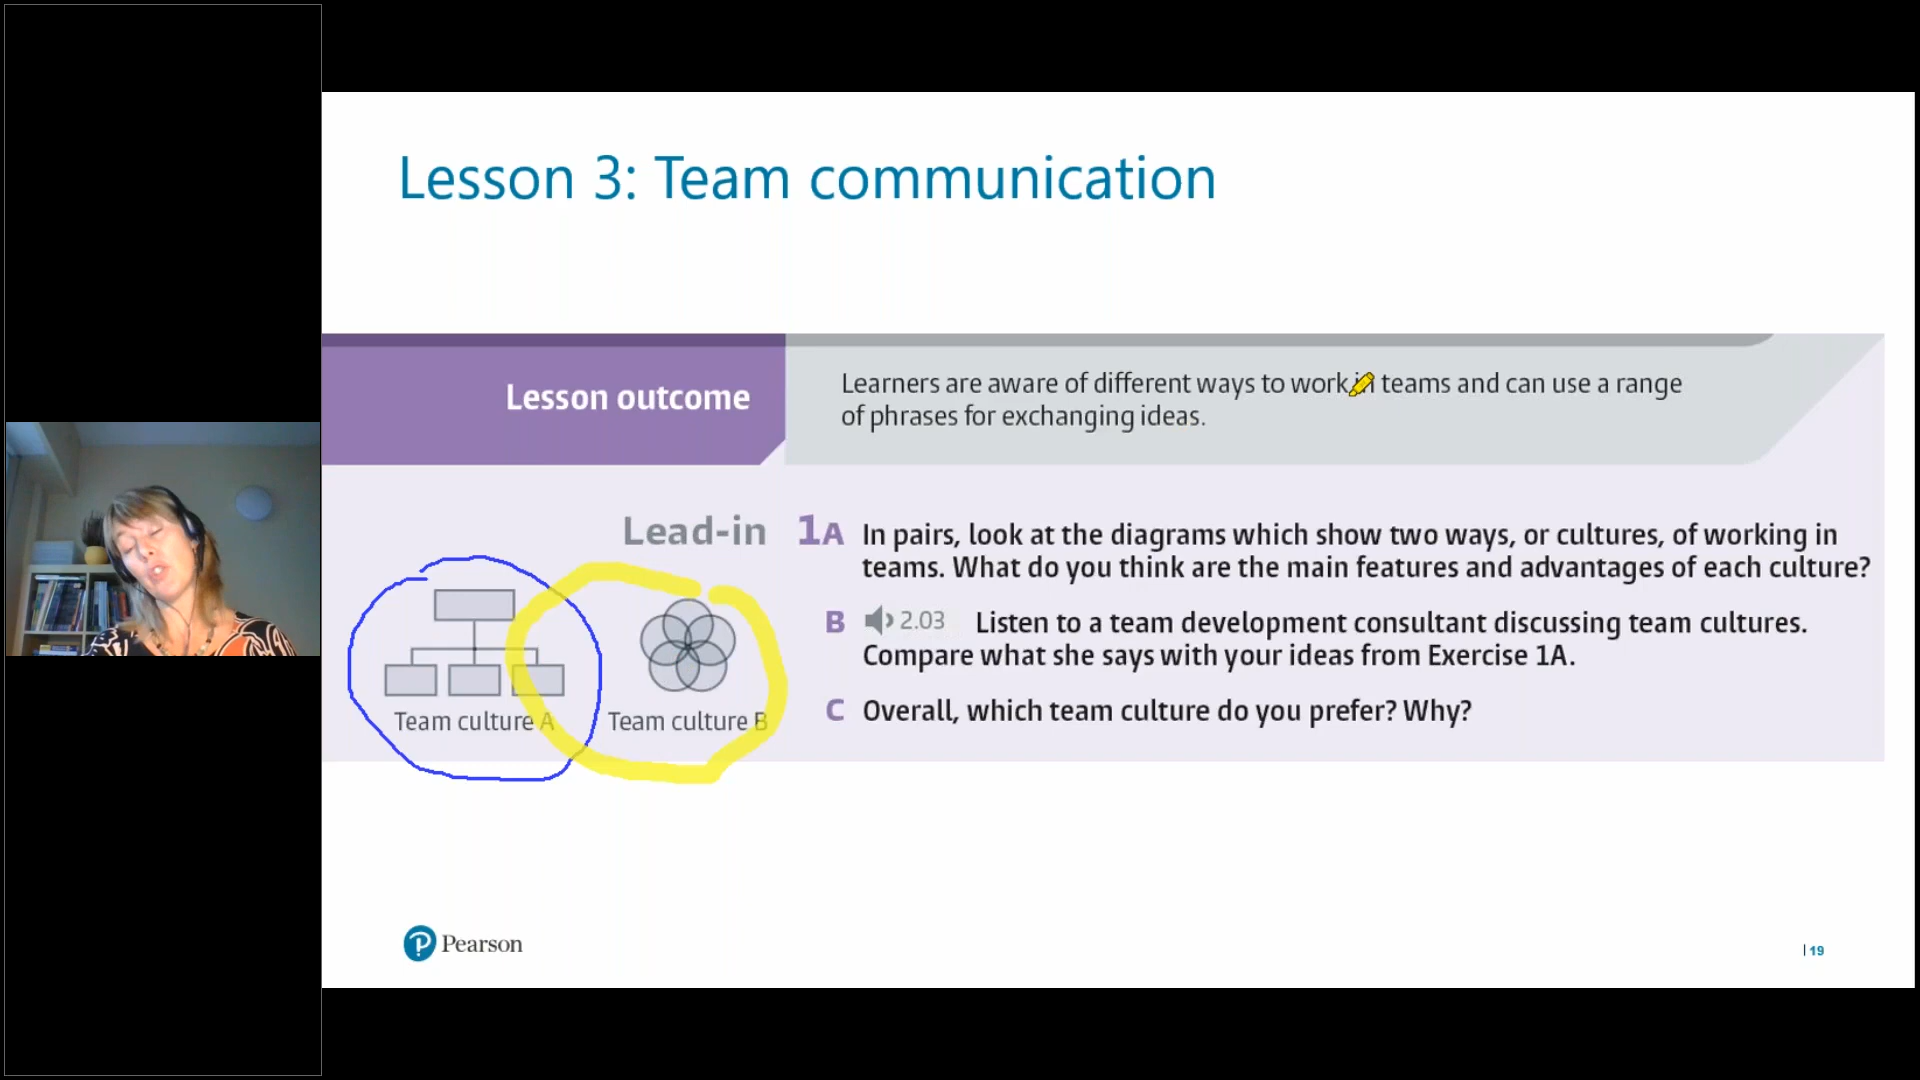 Lesson 3: Team communication
Lesson outcome
Learners are aware of different ways to work in teams and can use a range
of phrases for exchanging ideas.
Lead-in
1A In pairs, look at the diagrams which show two ways, or cultures, of working in
teams. What do you think are the main features and advantages of each culture?
B 2.03 Listen to a team development consultant discussing team cultures.
Compare what she says with your ideas from Exercise 1A.
C Overall, which team culture do you prefer? Why?
Team culture A
Team culture B
Pearson
| 19